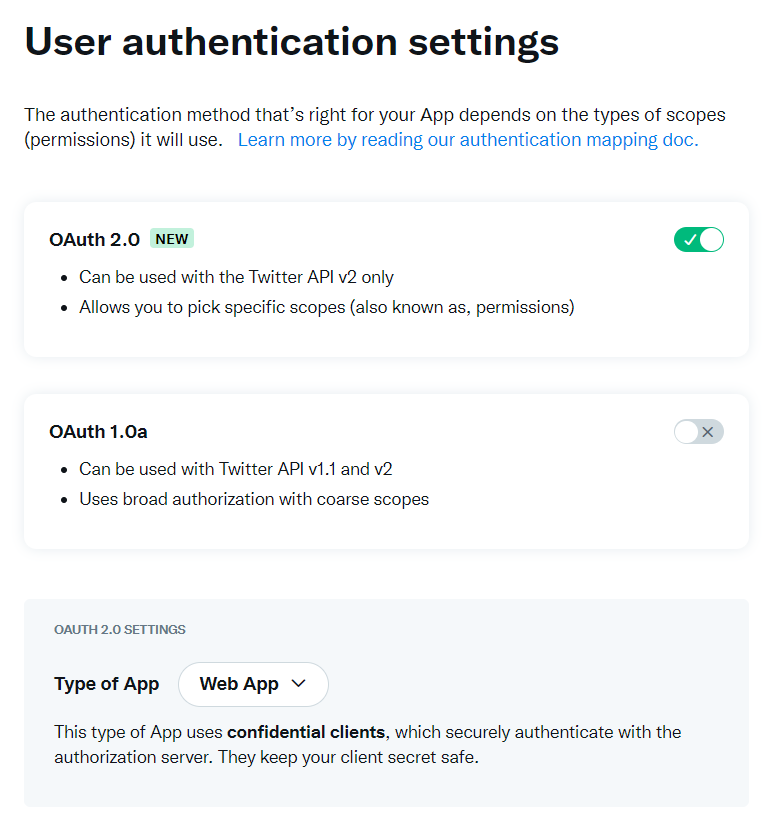 User authentication settings
The authentication method that’s right for your App depends on the types of scopes
(permissions) it will use. Learn more by reading our authentication mapping doc.
OAuth 2.0 NEW
• Can be used with the Twitter API v2 only
• Allows you to pick specific scopes (also known as, permissions)
OAuth 1.0a
• Can be used with Twitter API v1.1 and v2
• Uses broad authorization with coarse scopes
OAUTH 2.0 SETTINGS
Type of App Web App
This type of App uses confidential clients, which securely authenticate with the
authorization server. They keep your client secret safe.